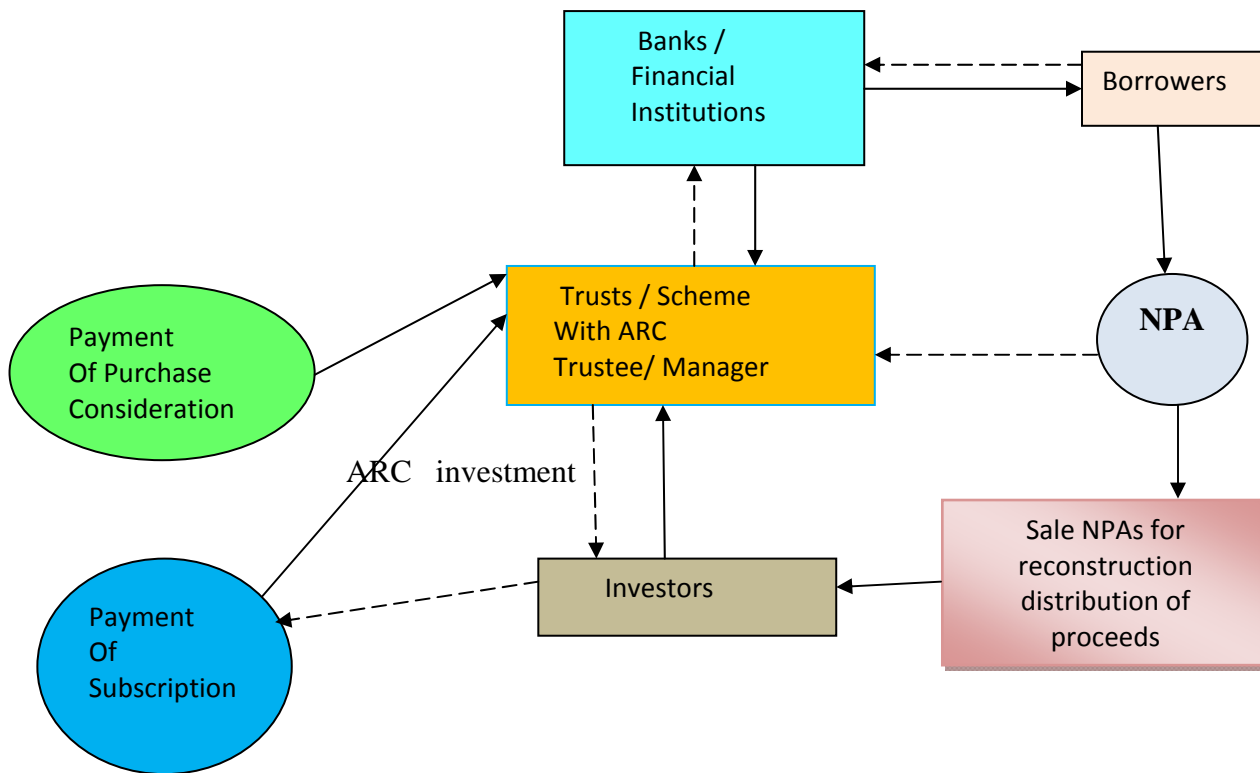 Banks /
Financial
Institutions
Borrowers
Trusts / Scheme
With ARC
Trustee/ Manager
NPA
Payment
Of Purchase
Consideration
ARC investment
Sale NPAs for
reconstruction
distribution of
proceeds
Investors
Payment
Of
Subscription